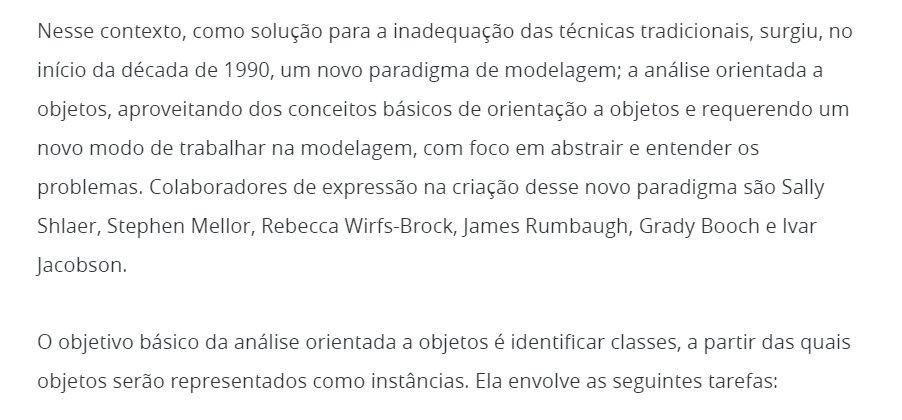 Nesse contexto, como solução para a inadequação das técnicas tradicionais, surgiu, no
início da década de 1990, um novo paradigma de modelagem; a análise orientada a
objetos, aproveitando dos conceitos básicos de orientação a objetos e requerendo um
novo modo de trabalhar na modelagem, com foco em abstrair e entender os
problemas. Colaboradores de expressão na criação desse novo paradigma são Sally
Shlaer, Stephen Mellor, Rebecca Wirfs-Brock, James Rumbaugh, Grady Booch e Ivar
Jacobson.
O objetivo básico da análise orientada a objetos é identificar classes, a partir das quais
objetos serão representados como instâncias. Ela envolve as seguintes tarefas: